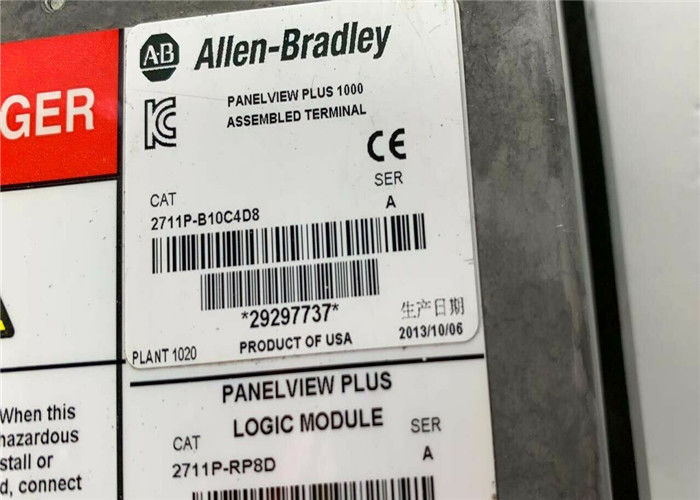 AB Allen-Bradley
PANELVIEW PLUS 1000
ASSEMBLED TERMINAL
GER
CE
CAT
SER
2711P-B10C4D8
A
*29297737*
生产日期
PLANT 1020
PRODUCT OF USA
2013/10/06
PANELVIEW PLUS
LOGIC MODULE
CAT
SER
2711P-RP8D
A
When this
hazardous
stall or
d, connect